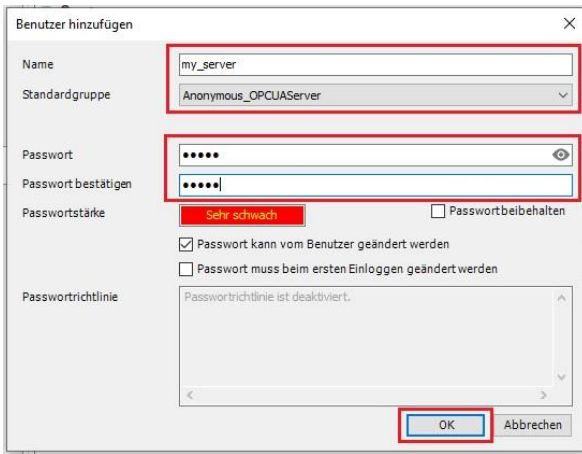 Benutzer hinzufügen
Name my_server
Standardgruppe Anonymous_OPCUAServer
Passwort •••••
Passwort bestätigen •••••
Passwortstärke Sehr schwach Passwort beibehalten
Passwort kann vom Benutzer geändert werden
Passwort muss beim ersten Einloggen geändert werden
Passwortrichtlinie Passwortrichtlinie ist deaktiviert.
OK Abbrechen